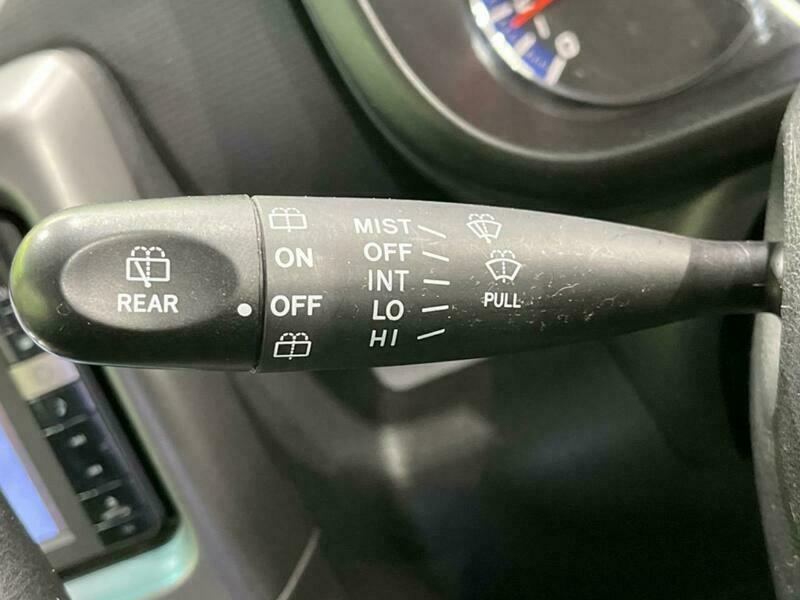 REAR
ON
OFF
MIST
OFF
INT
LO
HI
PULL